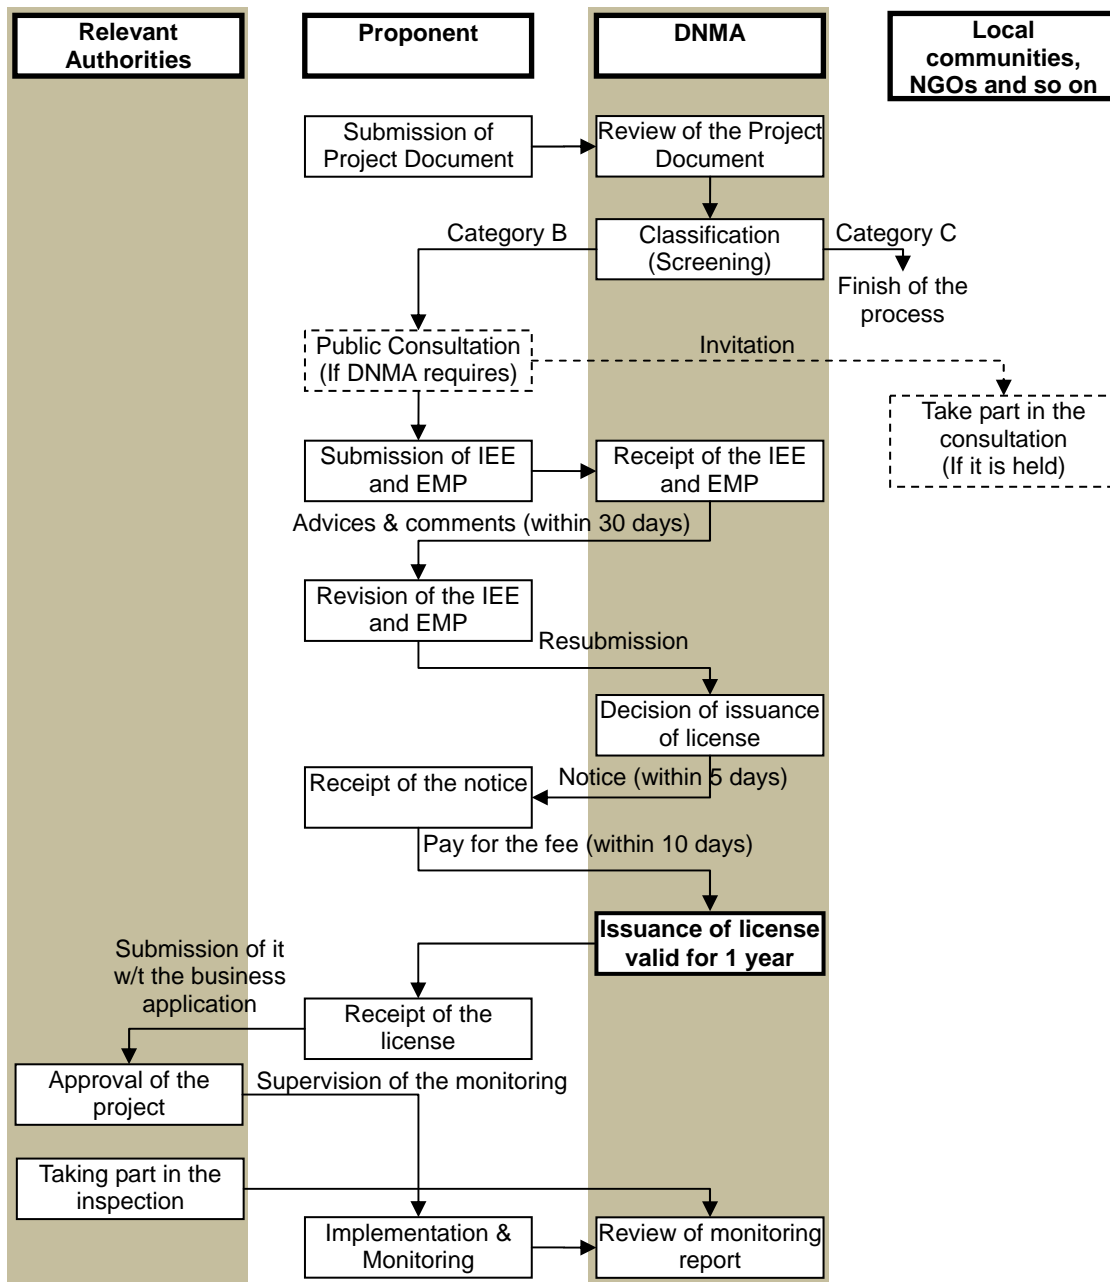 Relevant
Authorities
Proponent
DNMA
Local
communities,
NGOs and so on
Submission of
Project Document
Review of the Project
Document
Category B
Classification
(Screening)
Category C
Finish of the
process
Public Consultation
(If DNMA requires)
Invitation
Take part in the
consultation
(If it is held)
Submission of IEE
and EMP
Receipt of the IEE
and EMP
Advices & comments (within 30 days)
Revision of the IEE
and EMP
Resubmission
Decision of issuance
of license
Notice (within 5 days)
Receipt of the notice
Pay for the fee (within 10 days)
Issuance of license
valid for 1 year
Submission of it
w/t the business
application
Receipt of the
license
Approval of the
project
Supervision of the monitoring
Taking part in the
inspection
Implementation &
Monitoring
Review of monitoring
report